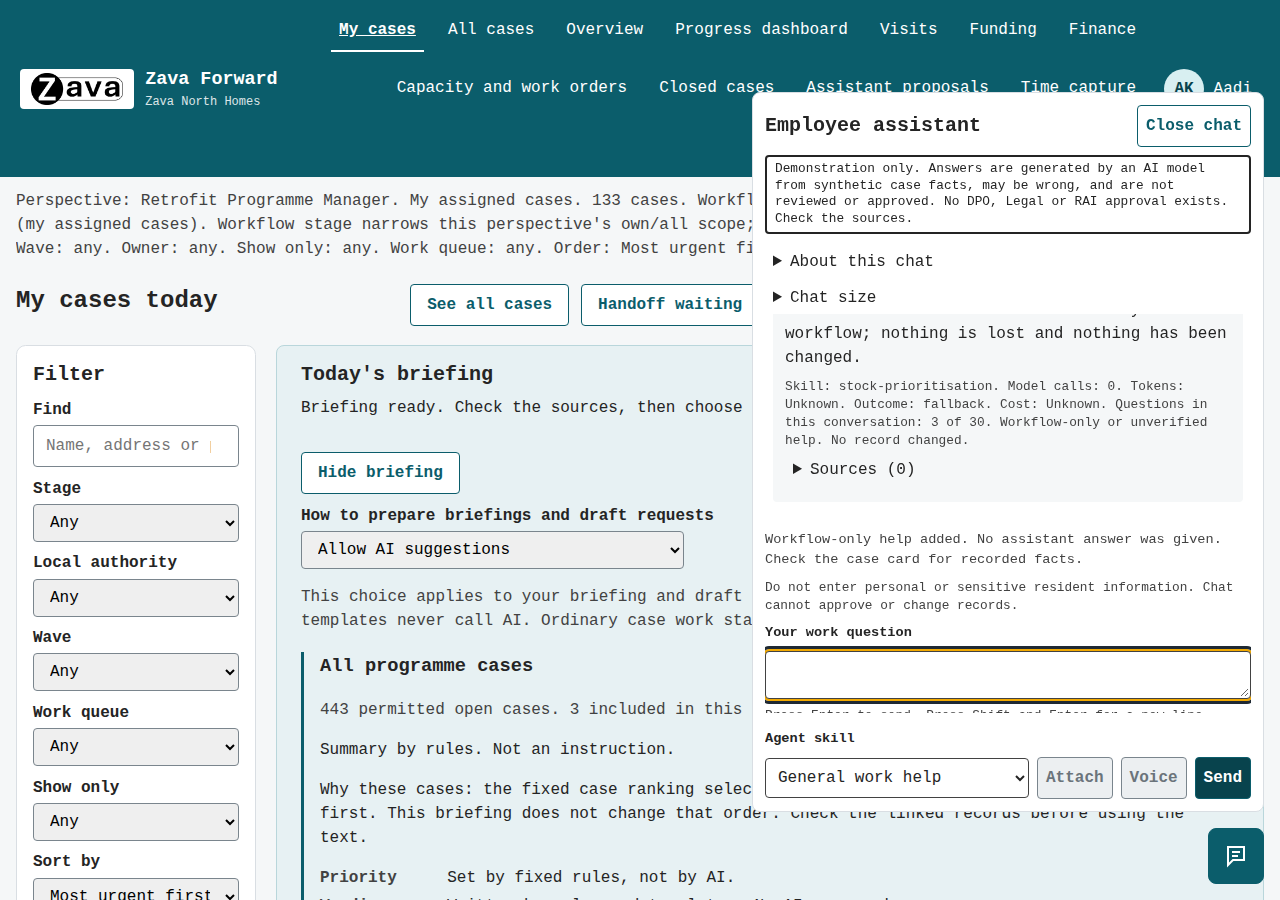 My cases
All cases
Overview
Progress dashboard
Visits
Funding
Finance
Zava
Zava Forward
Zava North Homes
Capacity and work orders
Closed cases
Assistant proposals
Time capture
AK
Aadi
Perspective: Retrofit Programme Manager. My assigned cases. 133 cases.
(my assigned cases). Workflow stage narrows this perspective's own/all scope;
Wave: any. Owner: any. Show only: any. Work queue: any. Order: Most urgent
My cases today
See all cases
Handoff waiting
Filter
Find
Name, address or
Stage
Any
Local authority
Any
Wave
Any
Work queue
Any
Show only
Any
Sort by
Most urgent first
Today's briefing
Briefing ready. Check the sources, then choose
Hide briefing
How to prepare briefings and draft requests
Allow AI suggestions
This choice applies to your briefing and draft
templates never call AI. Ordinary case work
All programme cases
443 permitted open cases. 3 included in this
Summary by rules. Not an instruction.
Why these cases: the fixed case ranking
first. This briefing does not change that order. Check the linked records before using the
text.
Priority Set by fixed rules, not by AI.
Employee assistant
Close chat
Demonstration only. Answers are generated by an AI model
from synthetic case facts, may be wrong, and are not
reviewed or approved. No DPO, Legal or RAI approval exists.
Check the sources.
About this chat
Chat size
workflow; nothing is lost and nothing has been
changed.
Skill: stock-prioritisation. Model calls: 0. Tokens:
Unknown. Outcome: fallback. Cost: Unknown. Questions in
this conversation: 3 of 30. Workflow-only or unverified
help. No record changed.
Sources (0)
Workflow-only help added. No assistant answer was given.
Check the case card for recorded facts.
Do not enter personal or sensitive resident information. Chat
cannot approve or change records.
Your work question
Press Enter to send. Press Shift and Enter for a new line.
Agent skill
General work help
Attach
Voice
Send